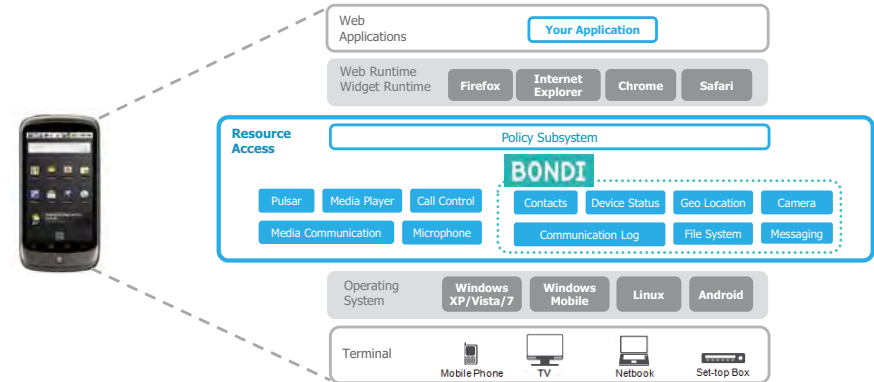 Web
Applications
Your Application
Web Runtime
Widget Runtime
Firefox
Internet
Explorer
Chrome
Safari
Resource
Access
Policy Subsystem
BONDI
Pulsar
Media Player
Call Control
Contacts
Device Status
Geo Location
Camera
Media Communication
Microphone
Communication Log
File System
Messaging
Operating
System
Windows
XP/Vista/7
Windows
Mobile
Linux
Android
Terminal
Mobile Phone
TV
Netbook
Set-top Box